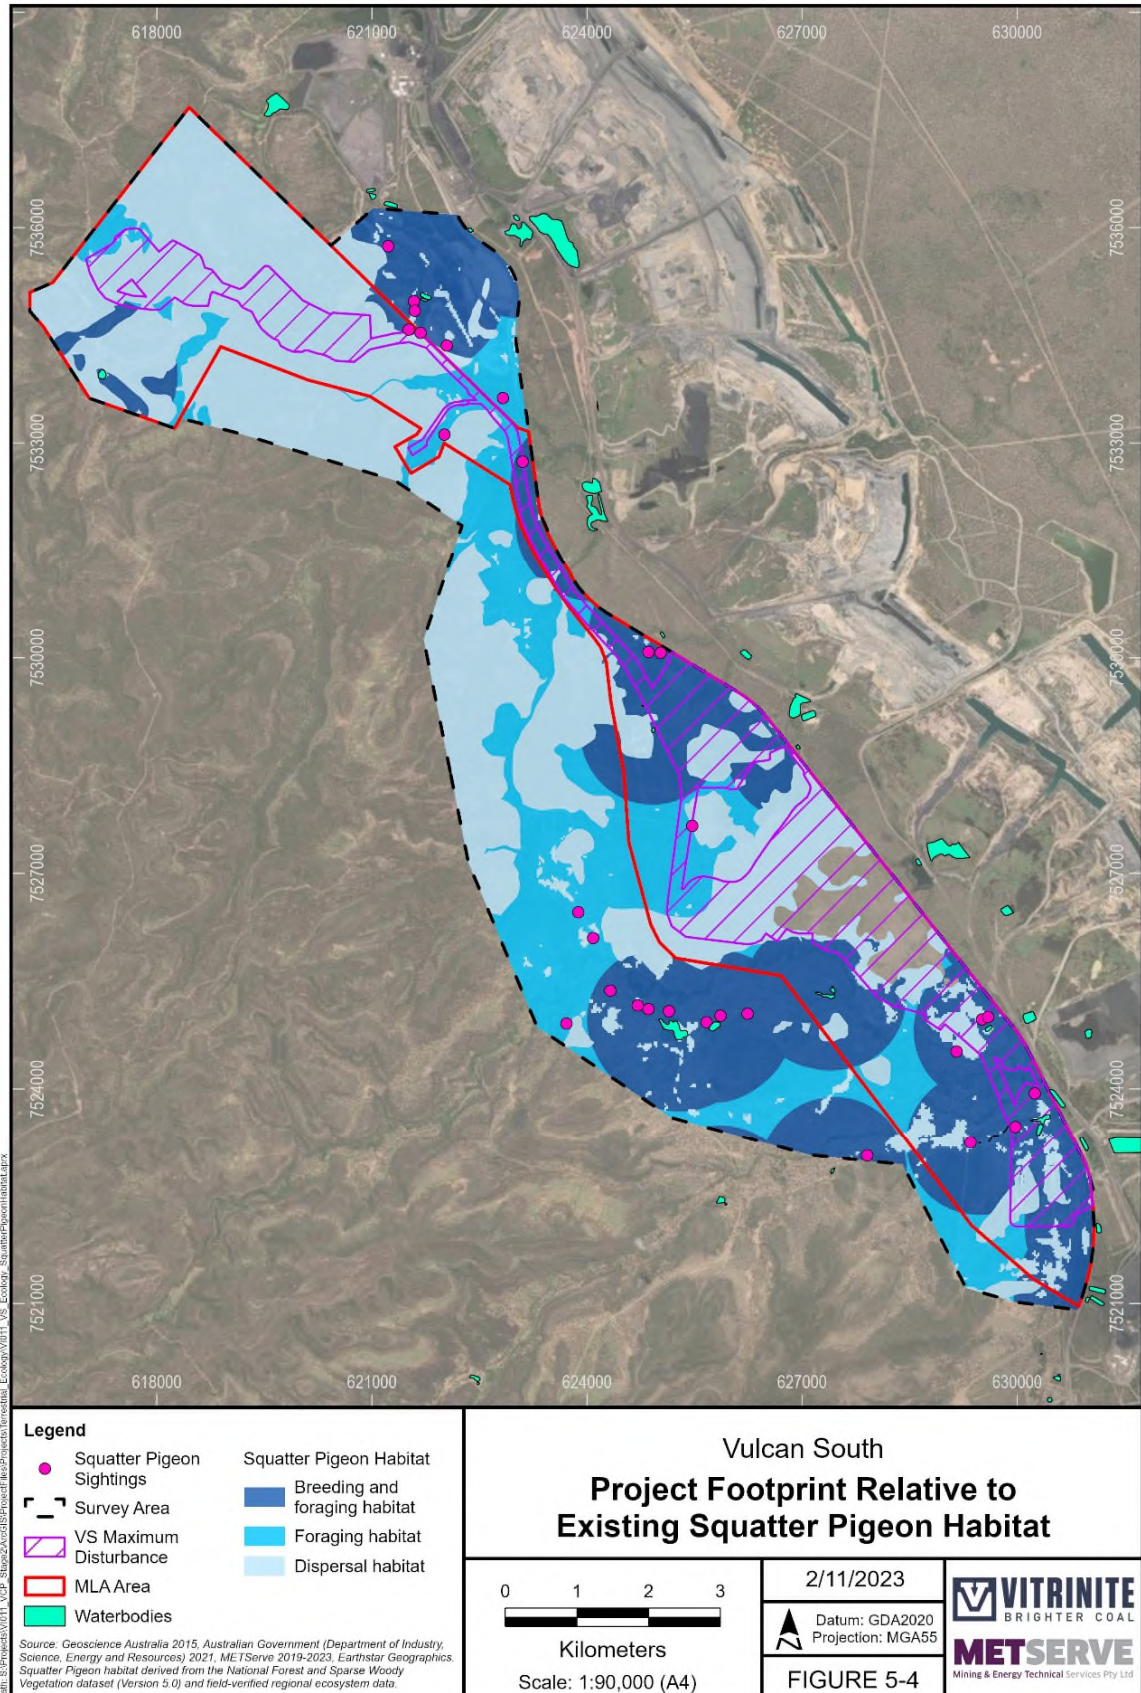 618000
621000
624000
627000
630000
7536000
7536000
7533000
7533000
7530000
7530000
7527000
7527000
7524000
7524000
7521000
7521000
618000
621000
624000
627000
630000
Legend
Squatter Pigeon
Sightings
Survey Area
VS Maximum
Disturbance
MLA Area
Waterbodies
Squatter Pigeon Habitat
Breeding and
foraging habitat
Foraging habitat
Dispersal habitat
Source: Geoscience Australia 2015, Australian Government (Department of Industry,
Science, Energy and Resources) 2021, METServe 2019-2023, Earthstar Geographics.
Squatter Pigeon habitat derived from the National Forest and Sparse Woody
Vegetation dataset (Version 5.0) and field-verified regional ecosystem data.
Vulcan South
Project Footprint Relative to
Existing Squatter Pigeon Habitat
0 1 2 3
Kilometers
Scale: 1:90,000 (A4)
2/11/2023
Datum: GDA2020
Projection: MGA55
FIGURE 5-4
VITRINITE
BRIGHTER COAL
METSERVE
Mining & Energy Technical Services Pty Ltd